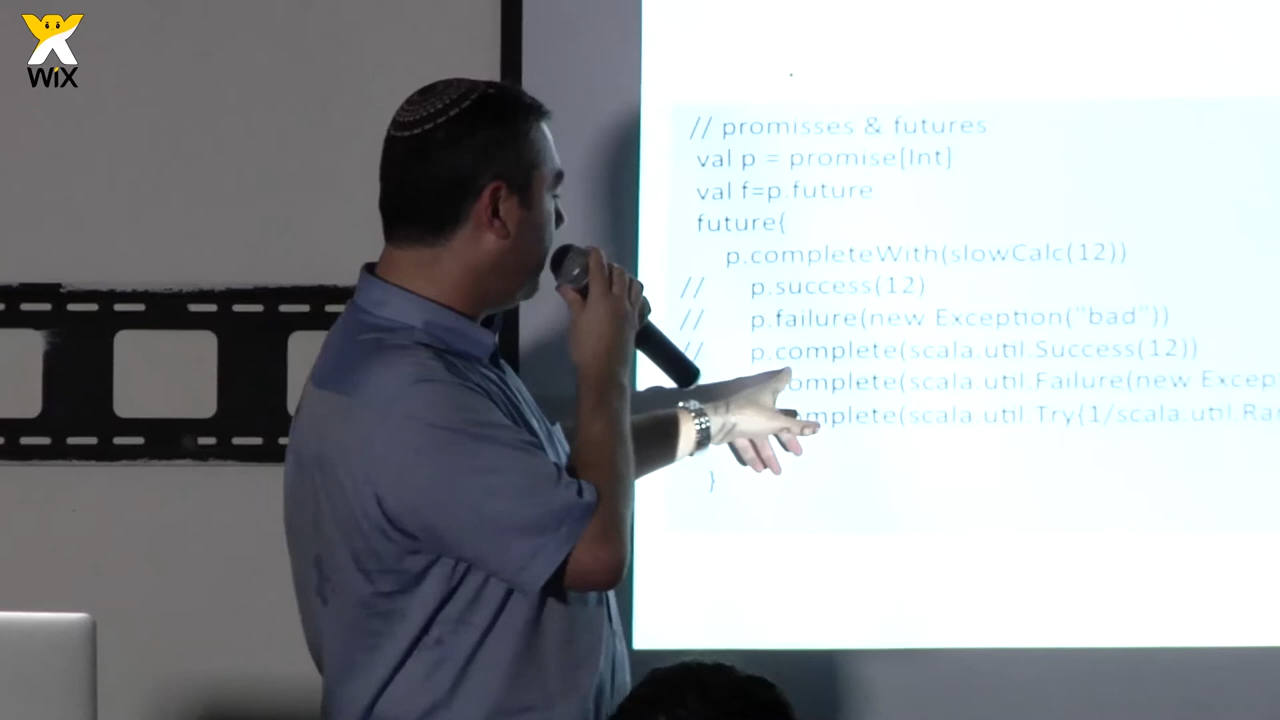 WiX
// promisses & futures
val p = promise[Int]
val f=p.future
future{
p.completeWith(slowCalc(12))
// p.success(12)
// p.failure(new Exception("bad"))
// p.complete(scala.util.Success(12))
omplete(scala.util.Failure(new Excep
mplete(scala.util.Try{1/scala.util.Ra
}